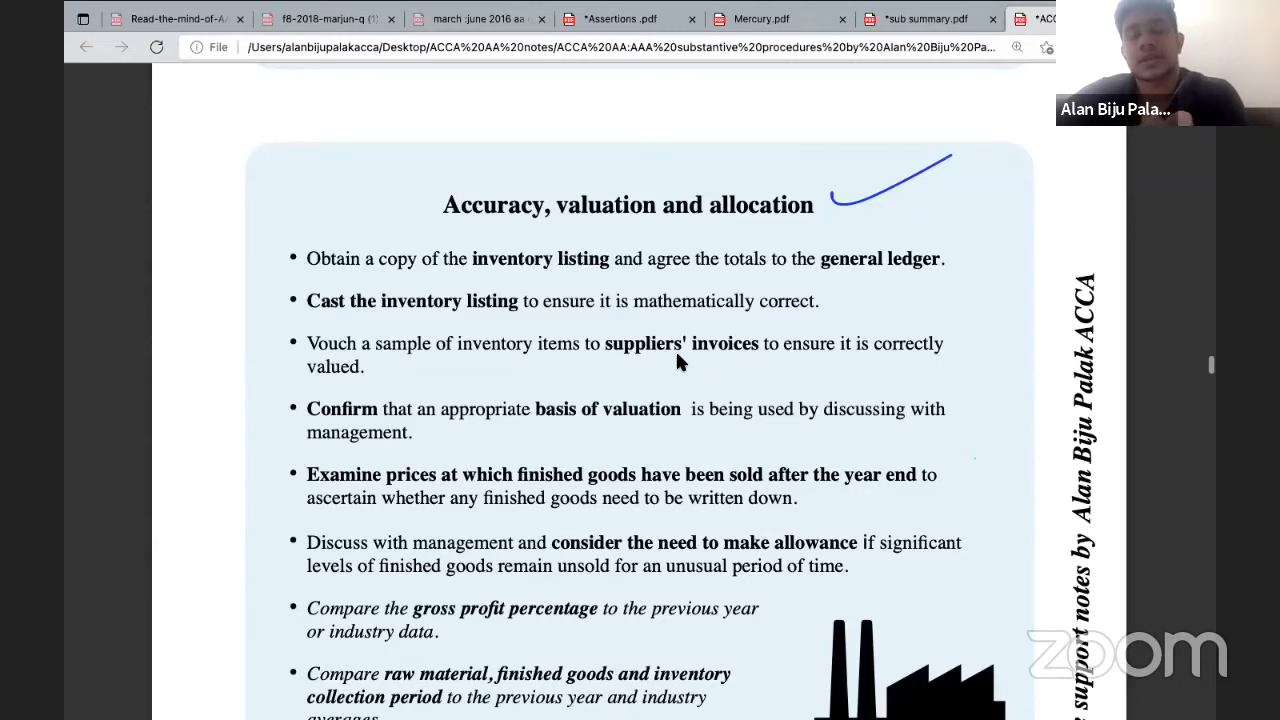 Read-the-mind-of-A
f8-2018-marjun-q (1)
march :june 2016 aa
*Assertions .pdf
Mercury.pdf
*sub summary.pdf
*AC
File
/Users/alanbijupalakacca/Desktop/ACCA%20AA%20notes/ACCA%20AA:AAA%20substantive%20procedures%20by%20Alan%20Biju%20Pa...
Alan Biju Pala...
Accuracy, valuation and allocation
• Obtain a copy of the inventory listing and agree the totals to the general ledger.
• Cast the inventory listing to ensure it is mathematically correct.
• Vouch a sample of inventory items to suppliers' invoices to ensure it is correctly
valued.
• Confirm that an appropriate basis of valuation is being used by discussing with
management.
• Examine prices at which finished goods have been sold after the year end to
ascertain whether any finished goods need to be written down.
• Discuss with management and consider the need to make allowance if significant
levels of finished goods remain unsold for an unusual period of time.
• Compare the gross profit percentage to the previous year
or industry data.
• Compare raw material, finished goods and inventory
collection period to the previous year and industry
averages
support notes by Alan Biju Palak ACCA
zoom